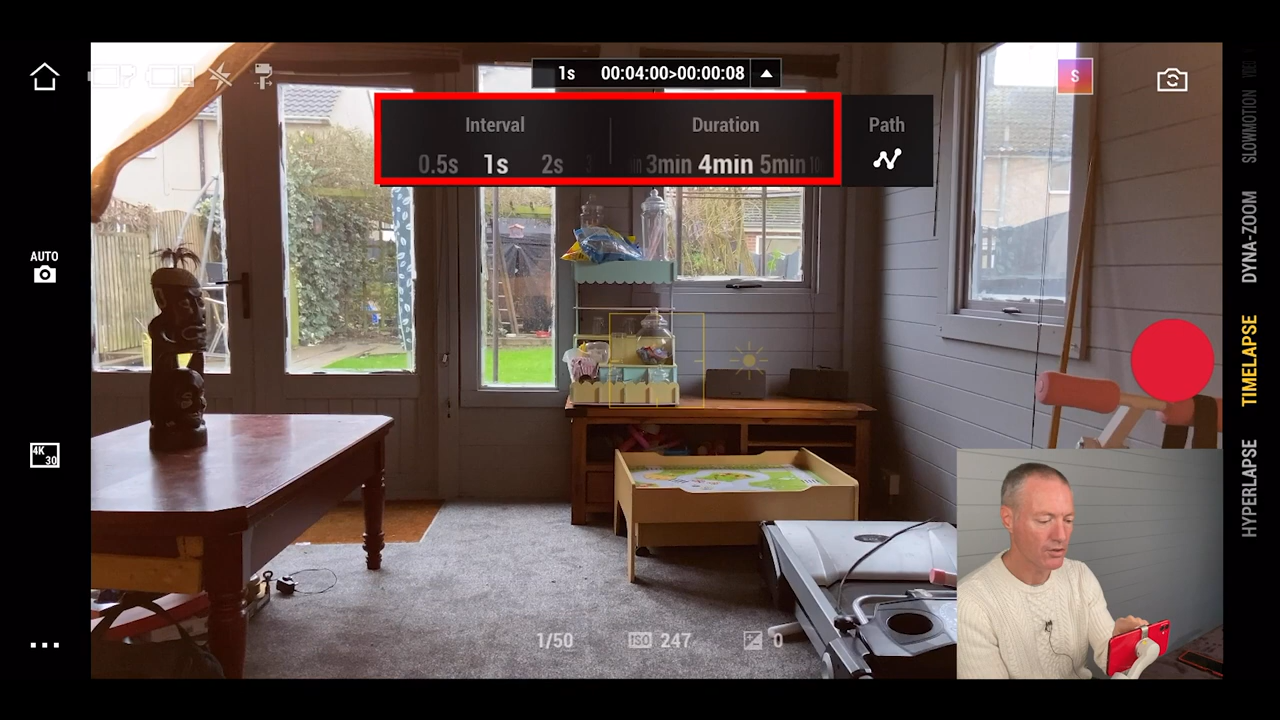 1s 00:04:00>00:00:08
S
Interval Duration Path
0.5s 1s 2s 3 3min 4min 5min
AUTO
4K
30
1/50 ISO 247 0
SLOWMOTION
DYNA-ZOOM
TIMELAPSE
HYPERLAPSE